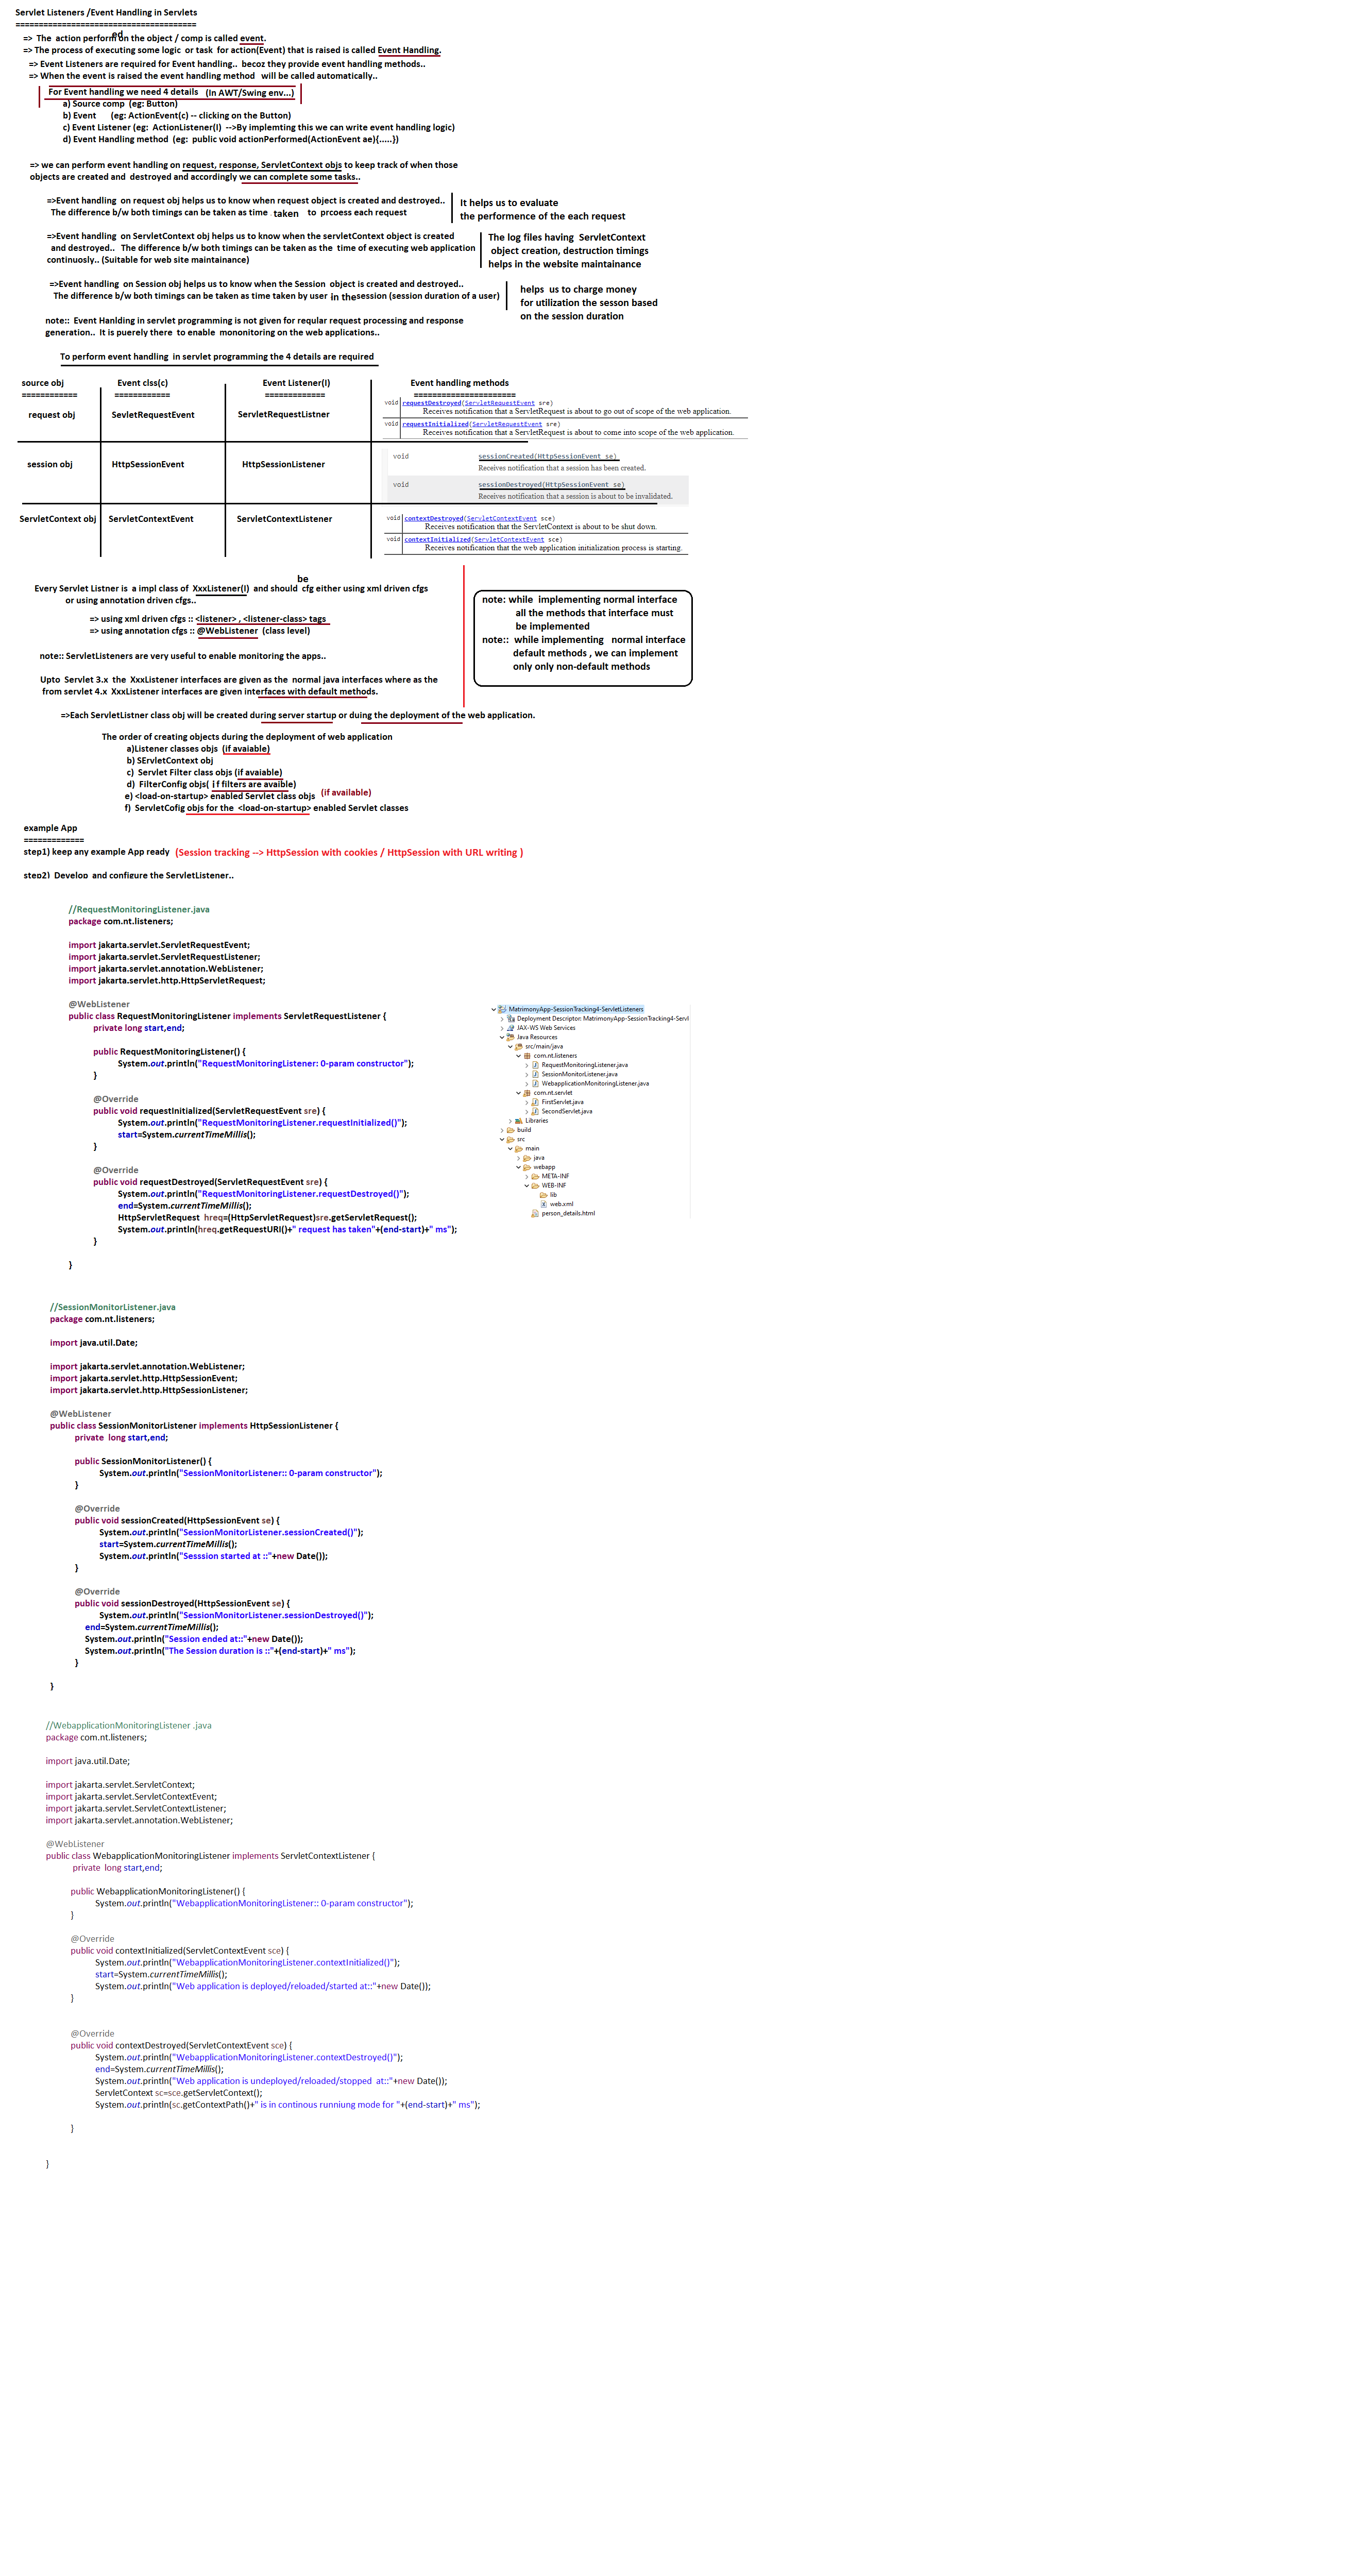 Servlet Listeners /Event Handling in Servlets
=======================================
=> The action performed on the object / comp is called event.
=> The process of executing some logic or task for action(Event) that is raised is called Event Handling.
=> Event Listeners are required for Event handling.. becoz they provide event handling methods..
=> When the event is raised the event handling method will be called automatically..
For Event handling we need 4 details (In AWT/Swing env...)
a) Source comp (eg: Button)
b) Event (eg: ActionEvent(c) -- clicking on the Button)
c) Event Listener (eg: ActionListener(I) -->By implemting this we can write event handling logic)
d) Event Handling method (eg: public void actionPerformed(ActionEvent ae){.....})
=> we can perform event handling on request, response, ServletContext objs to keep track of when those
objects are created and destroyed and accordingly we can complete some tasks..
=>Event handling on request obj helps us to know when request object is created and destroyed..
The difference b/w both timings can be taken as time taken to prcoess each request
It helps us to evaluate
the performence of the each request
=>Event handling on ServletContext obj helps us to know when the servletContext object is created
and destroyed.. The difference b/w both timings can be taken as the time of executing web application
continuosly.. (Suitable for web site maintainance)
The log files having ServletContext
object creation, destruction timings
helps in the website maintainance
=>Event handling on Session obj helps us to know when the Session object is created and destroyed..
The difference b/w both timings can be taken as time taken by user in the session (session duration of a user)
helps us to charge money
for utilization the sesson based
on the session duration
note:: Event Hanlding in servlet programming is not given for reqular request processing and response
generation.. It is puerely there to enable mononitoring on the web applications..
To perform event handling in servlet programming the 4 details are required
source obj Event clss(c) Event Listener(I) Event handling methods
============ ============ ============= ======================
request obj SevletRequestEvent ServletRequestListner
void requestDestroyed(ServletRequestEvent sre)
Receives notification that a ServletRequest is about to go out of scope of the web application.
void requestInitialized(ServletRequestEvent sre)
Receives notification that a ServletRequest is about to come into scope of the web application.
session obj HttpSessionEvent HttpSessionListener
void sessionCreated(HttpSessionEvent se)
Receives notification that a session has been created.
void sessionDestroyed(HttpSessionEvent se)
Receives notification that a session is about to be invalidated.
ServletContext obj ServletContextEvent ServletContextListener
void contextDestroyed(ServletContextEvent sce)
Receives notification that the ServletContext is about to be shut down.
void contextInitialized(ServletContextEvent sce)
Receives notification that the web application initialization process is starting.
Every Servlet Listner is a impl class of XxxListener(I) and should be cfg either using xml driven cfgs
or using annotation driven cfgs..
=> using xml driven cfgs :: <listener> , <listener-class> tags
=> using annotation cfgs :: @WebListener (class level)
note: while implementing normal interface
all the methods that interface must
be implemented
note:: while implementing normal interface
default methods , we can implement
only only non-default methods
note:: ServletListeners are very useful to enable monitoring the apps..
Upto Servlet 3.x the XxxListener interfaces are given as the normal java interfaces where as the
from servlet 4.x XxxListener interfaces are given interfaces with default methods.
=>Each ServletListner class obj will be created during server startup or duing the deployment of the web application.
The order of creating objects during the deployment of web application
a)Listener classes objs (if avaiable)
b) SErvletContext obj
c) Servlet Filter class objs (if avaiable)
d) FilterConfig objs( i f filters are avaible)
e) <load-on-startup> enabled Servlet class objs (if available)
f) ServletCofig objs for the <load-on-startup> enabled Servlet classes
example App
=============
step1) keep any example App ready (Session tracking --> HttpSession with cookies / HttpSession with URL writing )
step2) Develop and configure the ServletListener..
//RequestMonitoringListener.java
package com.nt.listeners;
import jakarta.servlet.ServletRequestEvent;
import jakarta.servlet.ServletRequestListener;
import jakarta.servlet.annotation.WebListener;
import jakarta.servlet.http.HttpServletRequest;
@WebListener
public class RequestMonitoringListener implements ServletRequestListener {
private long start,end;
public RequestMonitoringListener() {
System.out.println("RequestMonitoringListener: 0-param constructor");
}
@Override
public void requestInitialized(ServletRequestEvent sre) {
System.out.println("RequestMonitoringListener.requestInitialized()");
start=System.currentTimeMillis();
}
@Override
public void requestDestroyed(ServletRequestEvent sre) {
System.out.println("RequestMonitoringListener.requestDestroyed()");
end=System.currentTimeMillis();
HttpServletRequest hreq=(HttpServletRequest)sre.getServletRequest();
System.out.println(hreq.getRequestURI()+" request has taken"+(end-start)+" ms");
}
}
MatrimonyApp-SessionTracking4-ServletListeners
Deployment Descriptor: MatrimonyApp-SessionTracking4-Servl
JAX-WS Web Services
Java Resources
src/main/java
com.nt.listeners
RequestMonitoringListener.java
SessionMonitorListener.java
WebapplicationMonitoringListener.java
com.nt.servlet
FirstServlet.java
SecondServlet.java
Libraries
build
src
main
java
webapp
META-INF
WEB-INF
lib
web.xml
person_details.html
//SessionMonitorListener.java
package com.nt.listeners;
import java.util.Date;
import jakarta.servlet.annotation.WebListener;
import jakarta.servlet.http.HttpSessionEvent;
import jakarta.servlet.http.HttpSessionListener;
@WebListener
public class SessionMonitorListener implements HttpSessionListener {
private long start,end;
public SessionMonitorListener() {
System.out.println("SessionMonitorListener:: 0-param constructor");
}
@Override
public void sessionCreated(HttpSessionEvent se) {
System.out.println("SessionMonitorListener.sessionCreated()");
start=System.currentTimeMillis();
System.out.println("Sesssion started at ::"+new Date());
}
@Override
public void sessionDestroyed(HttpSessionEvent se) {
System.out.println("SessionMonitorListener.sessionDestroyed()");
end=System.currentTimeMillis();
System.out.println("Session ended at::"+new Date());
System.out.println("The Session duration is ::"+(end-start)+" ms");
}
}
//WebapplicationMonitoringListener .java
package com.nt.listeners;
import java.util.Date;
import jakarta.servlet.ServletContext;
import jakarta.servlet.ServletContextEvent;
import jakarta.servlet.ServletContextListener;
import jakarta.servlet.annotation.WebListener;
@WebListener
public class WebapplicationMonitoringListener implements ServletContextListener {
private long start,end;
public WebapplicationMonitoringListener() {
System.out.println("WebapplicationMonitoringListener:: 0-param constructor");
}
@Override
public void contextInitialized(ServletContextEvent sce) {
System.out.println("WebapplicationMonitoringListener.contextInitialized()");
start=System.currentTimeMillis();
System.out.println("Web application is deployed/reloaded/started at::"+new Date());
}
@Override
public void contextDestroyed(ServletContextEvent sce) {
System.out.println("WebapplicationMonitoringListener.contextDestroyed()");
end=System.currentTimeMillis();
System.out.println("Web application is undeployed/reloaded/stopped at::"+new Date());
ServletContext sc=sce.getServletContext();
System.out.println(sc.getContextPath()+" is in continous runniung mode for "+(end-start)+" ms");
}
}